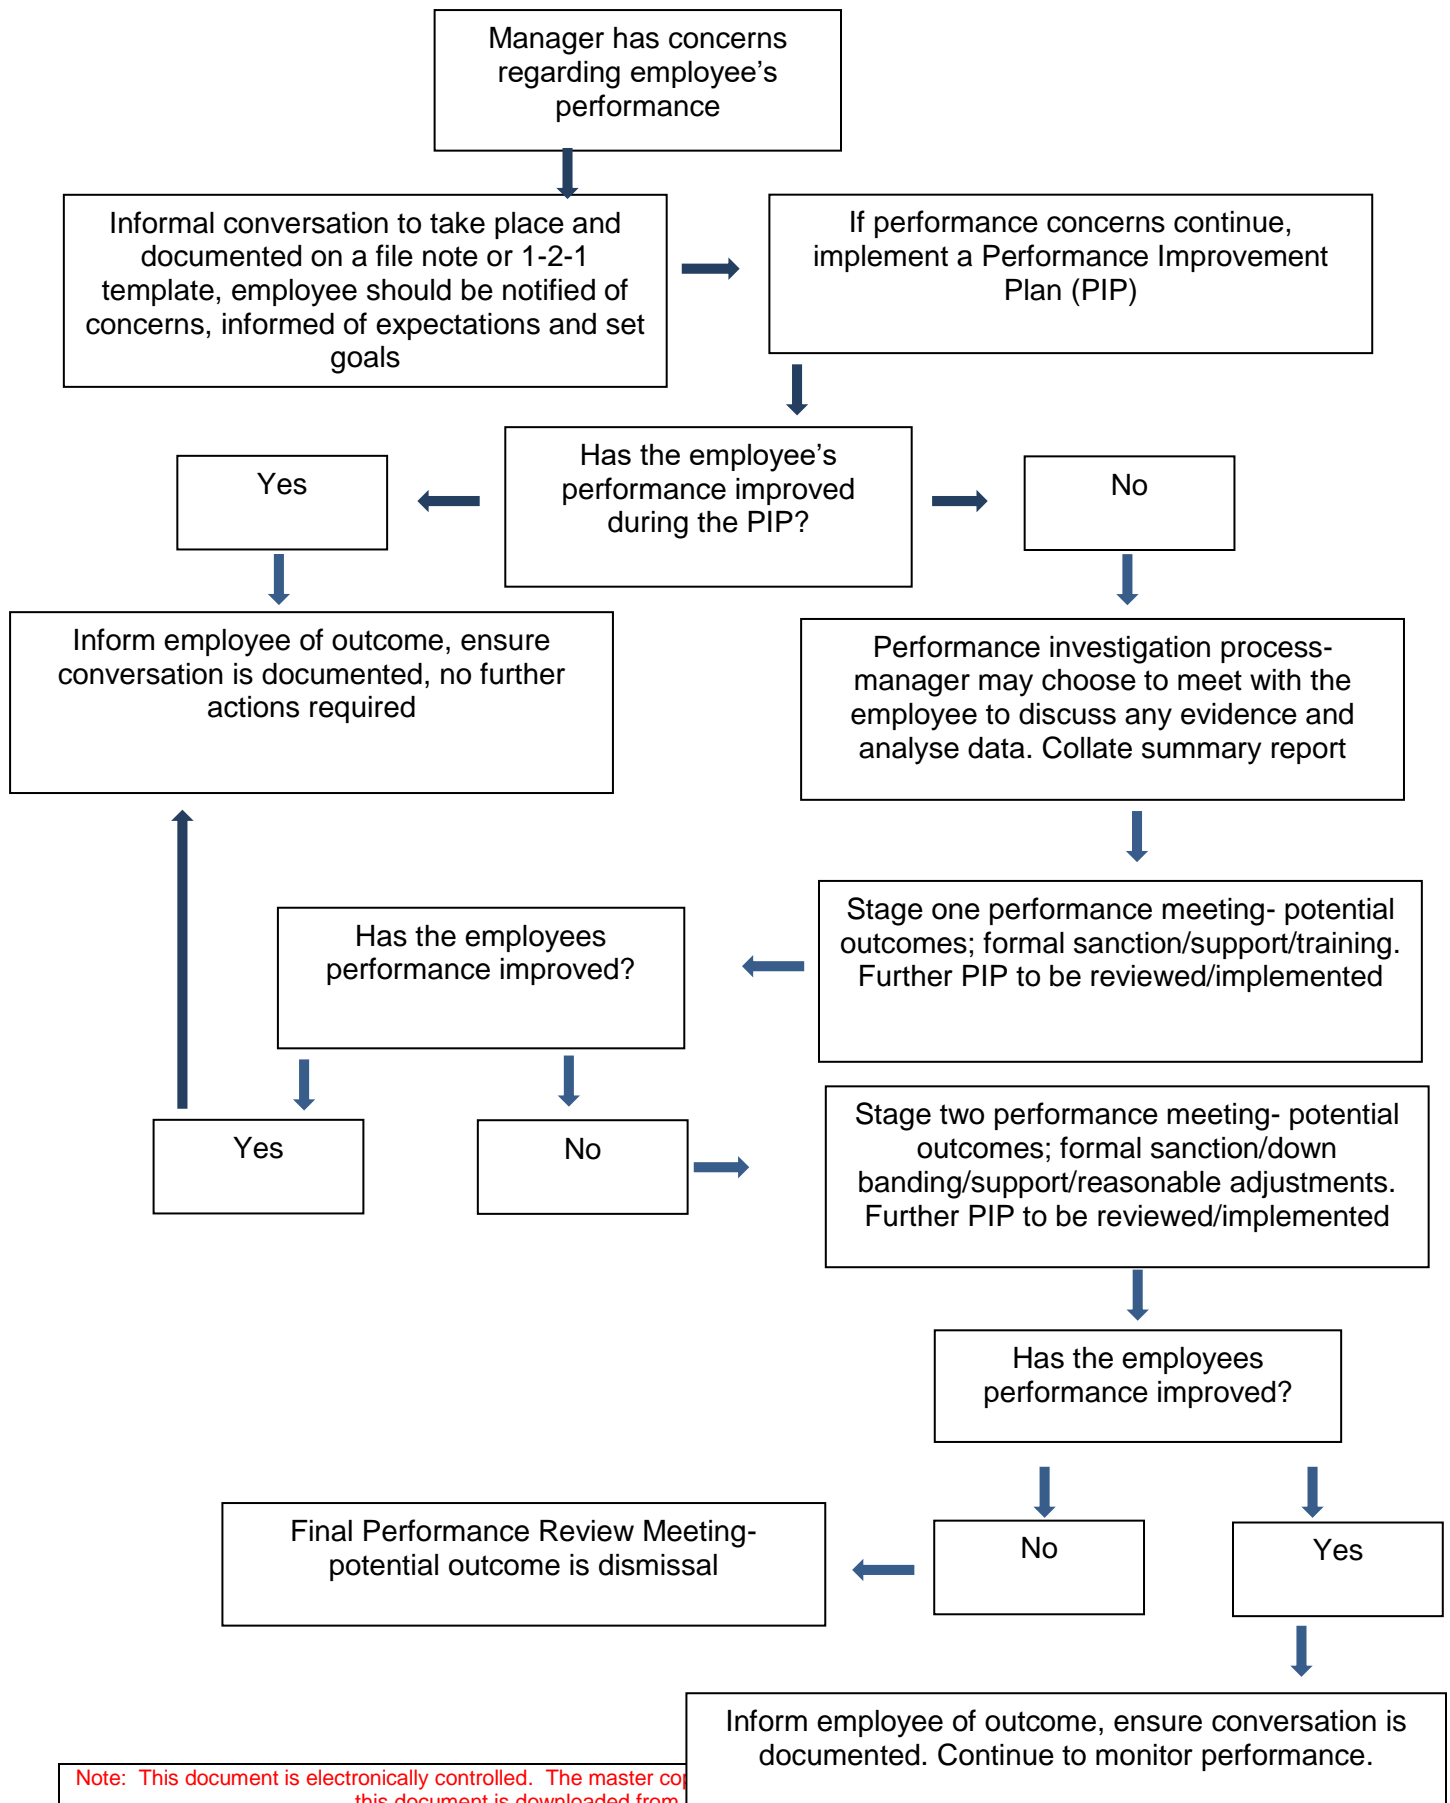 Manager has concerns
regarding employee’s
performance
Informal conversation to take place and
documented on a file note or 1-2-1
template, employee should be notified of
concerns, informed of expectations and set
goals
If performance concerns continue,
implement a Performance Improvement
Plan (PIP)
Has the employee’s
performance improved
during the PIP?
Yes
No
Inform employee of outcome, ensure
conversation is documented, no further
actions required
Performance investigation process-
manager may choose to meet with the
employee to discuss any evidence and
analyse data. Collate summary report
Stage one performance meeting- potential
outcomes; formal sanction/support/training.
Further PIP to be reviewed/implemented
Has the employees
performance improved?
Yes
No
Stage two performance meeting- potential
outcomes; formal sanction/down
banding/support/reasonable adjustments.
Further PIP to be reviewed/implemented
Has the employees
performance improved?
No
Yes
Final Performance Review Meeting-
potential outcome is dismissal
Inform employee of outcome, ensure conversation is
documented. Continue to monitor performance.
Note: This document is electronically controlled. The master
this document is downloaded from